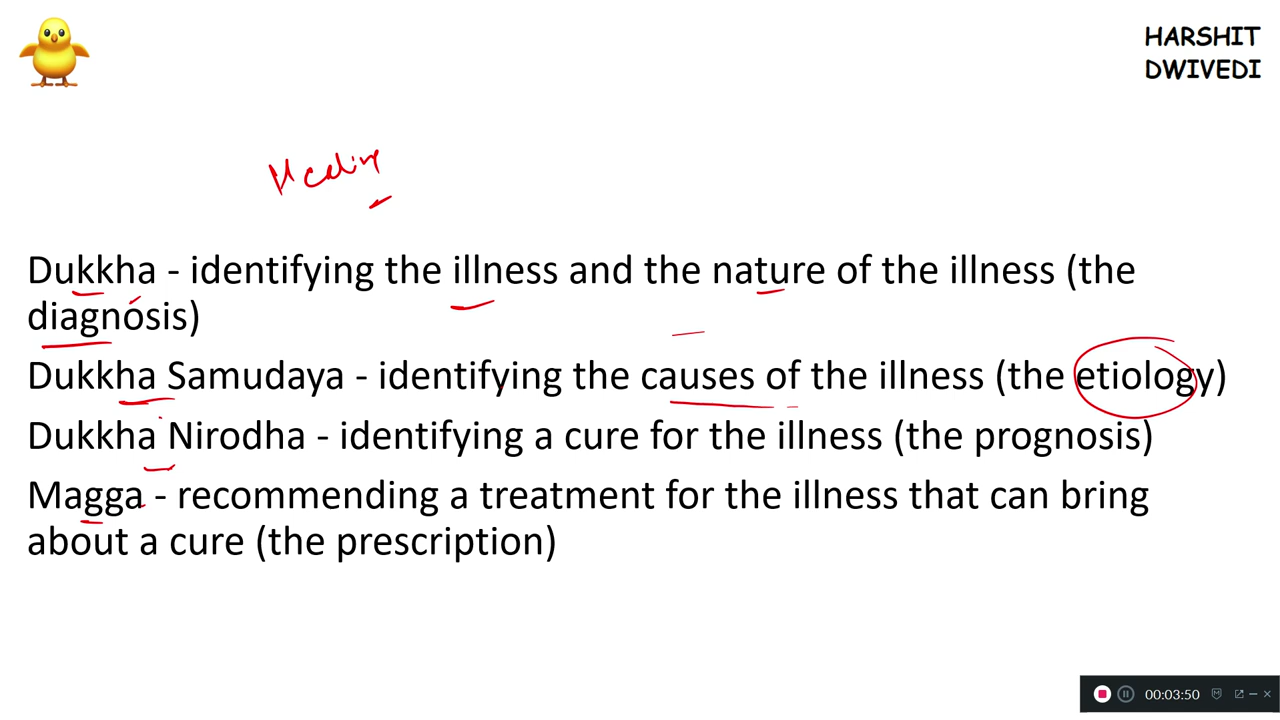 HARSHIT
DWIVEDI
Dukkha - identifying the illness and the nature of the illness (the
diagnosis)
Dukkha Samudaya - identifying the causes of the illness (the etiology)
Dukkha Nirodha - identifying a cure for the illness (the prognosis)
Magga - recommending a treatment for the illness that can bring
about a cure (the prescription)
00:03:50